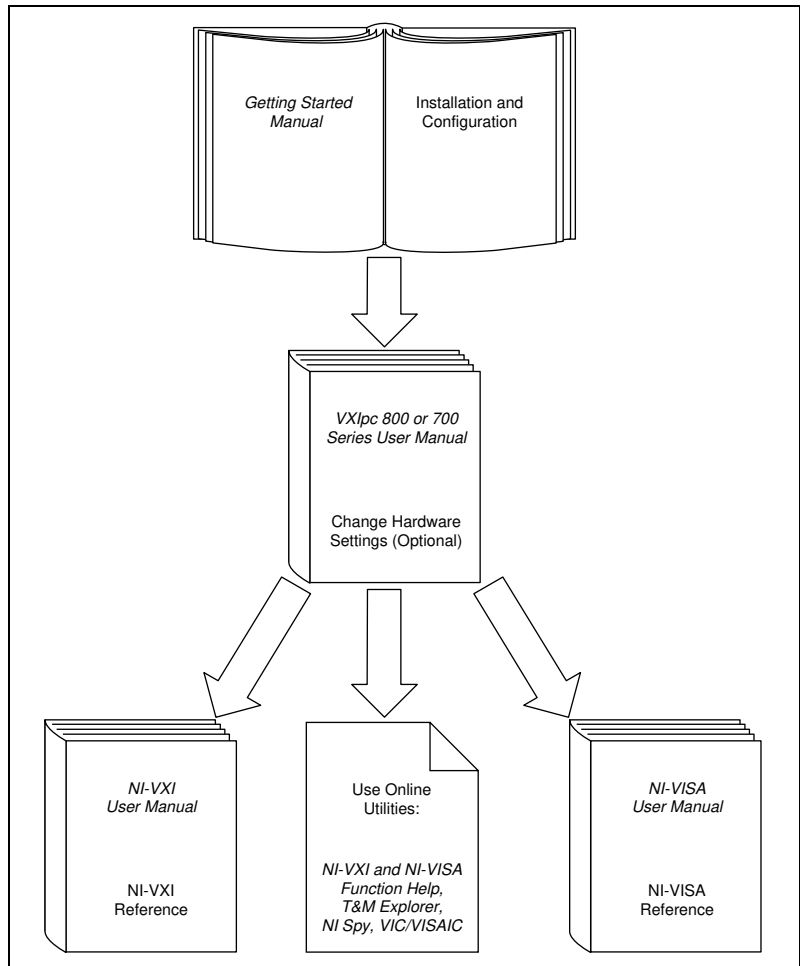 Getting Started
Manual
Installation and
Configuration
VXIpc 800 or 700
Series User Manual
Change Hardware
Settings (Optional)
NI-VXI
User Manual
NI-VXI
Reference
Use Online
Utilities:
NI-VXI and NI-VISA
Function Help,
T&M Explorer,
NI Spy, VIC/VISAIC
NI-VISA
User Manual
NI-VISA
Reference